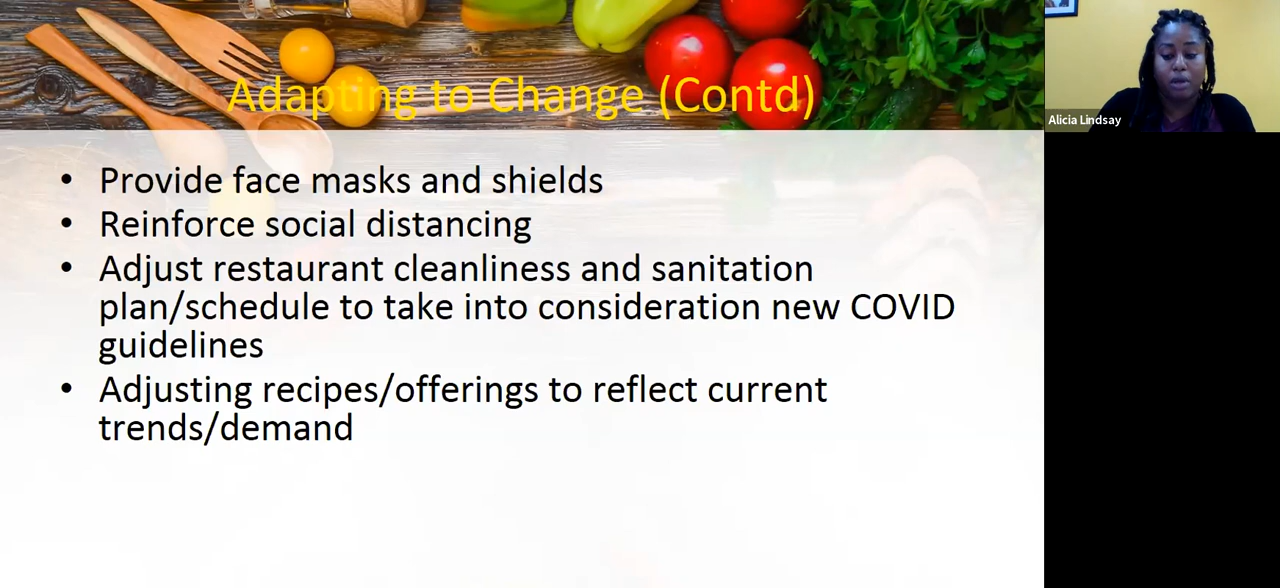 Adapting to Change (Contd)
Alicia Lindsay
• Provide face masks and shields
• Reinforce social distancing
• Adjust restaurant cleanliness and sanitation
plan/schedule to take into consideration new COVID
guidelines
• Adjusting recipes/offerings to reflect current
trends/demand